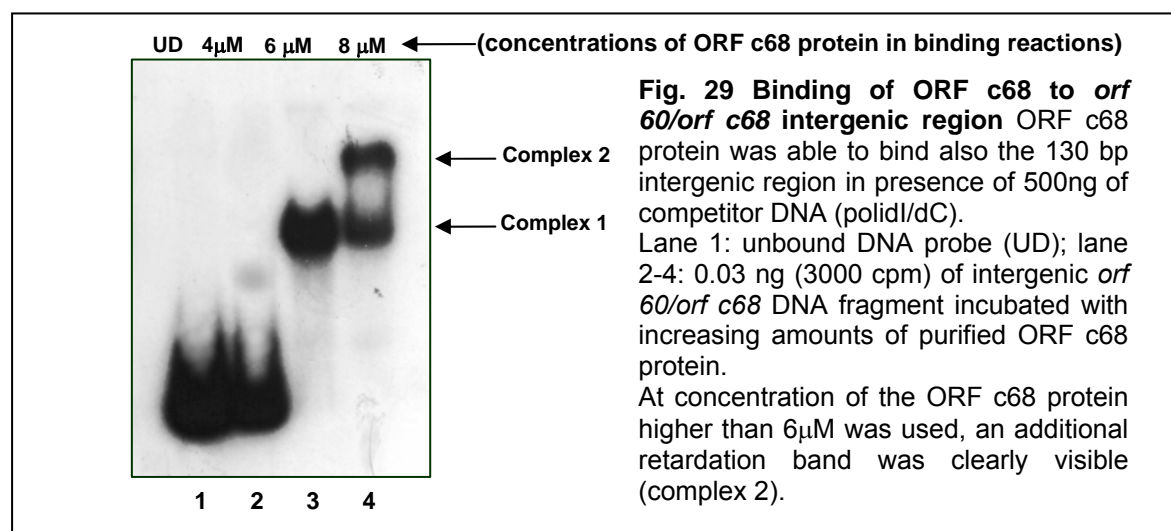 UD 4μM 6 μM 8 μM (concentrations of ORF c68 protein in binding reactions)
Complex 2
Complex 1
1 2 3 4
Fig. 29 Binding of ORF c68 to orf
60/orf c68 intergenic region ORF c68
protein was able to bind also the 130 bp
intergenic region in presence of 500ng of
competitor DNA (polidI/dC).
Lane 1: unbound DNA probe (UD); lane
2-4: 0.03 ng (3000 cpm) of intergenic orf
60/orf c68 DNA fragment incubated with
increasing amounts of purified ORF c68
protein.
At concentration of the ORF c68 protein
higher than 6μM was used, an additional
retardation band was clearly visible
(complex 2).